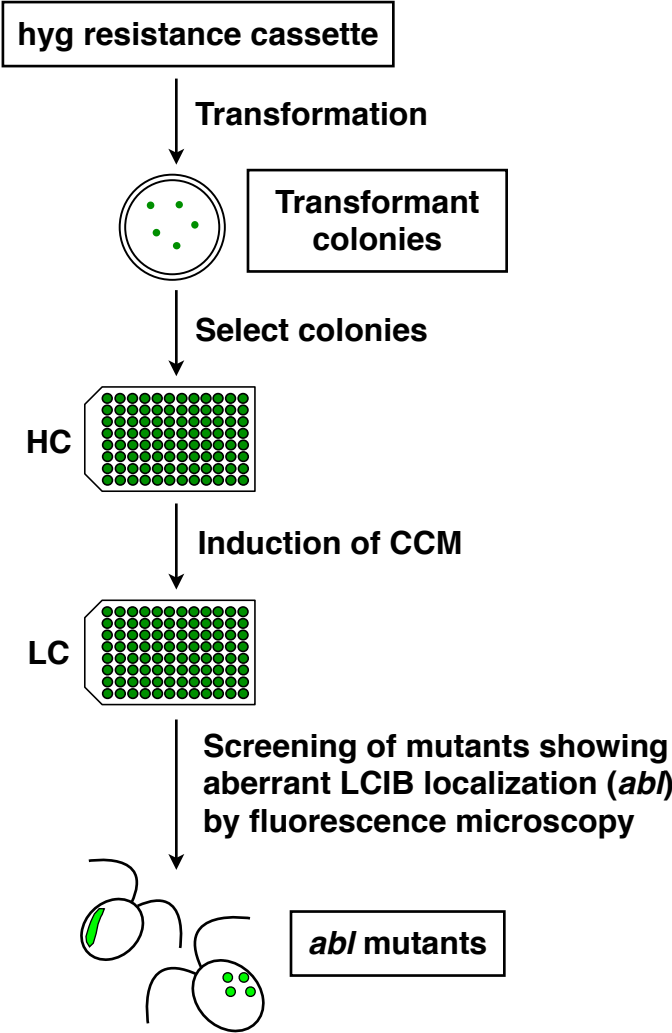 hyg resistance cassette
Transformation
Transformant
colonies
Select colonies
HC
Induction of CCM
LC
Screening of mutants showing
aberrant LCIB localization (abl)
by fluorescence microscopy
abl mutants